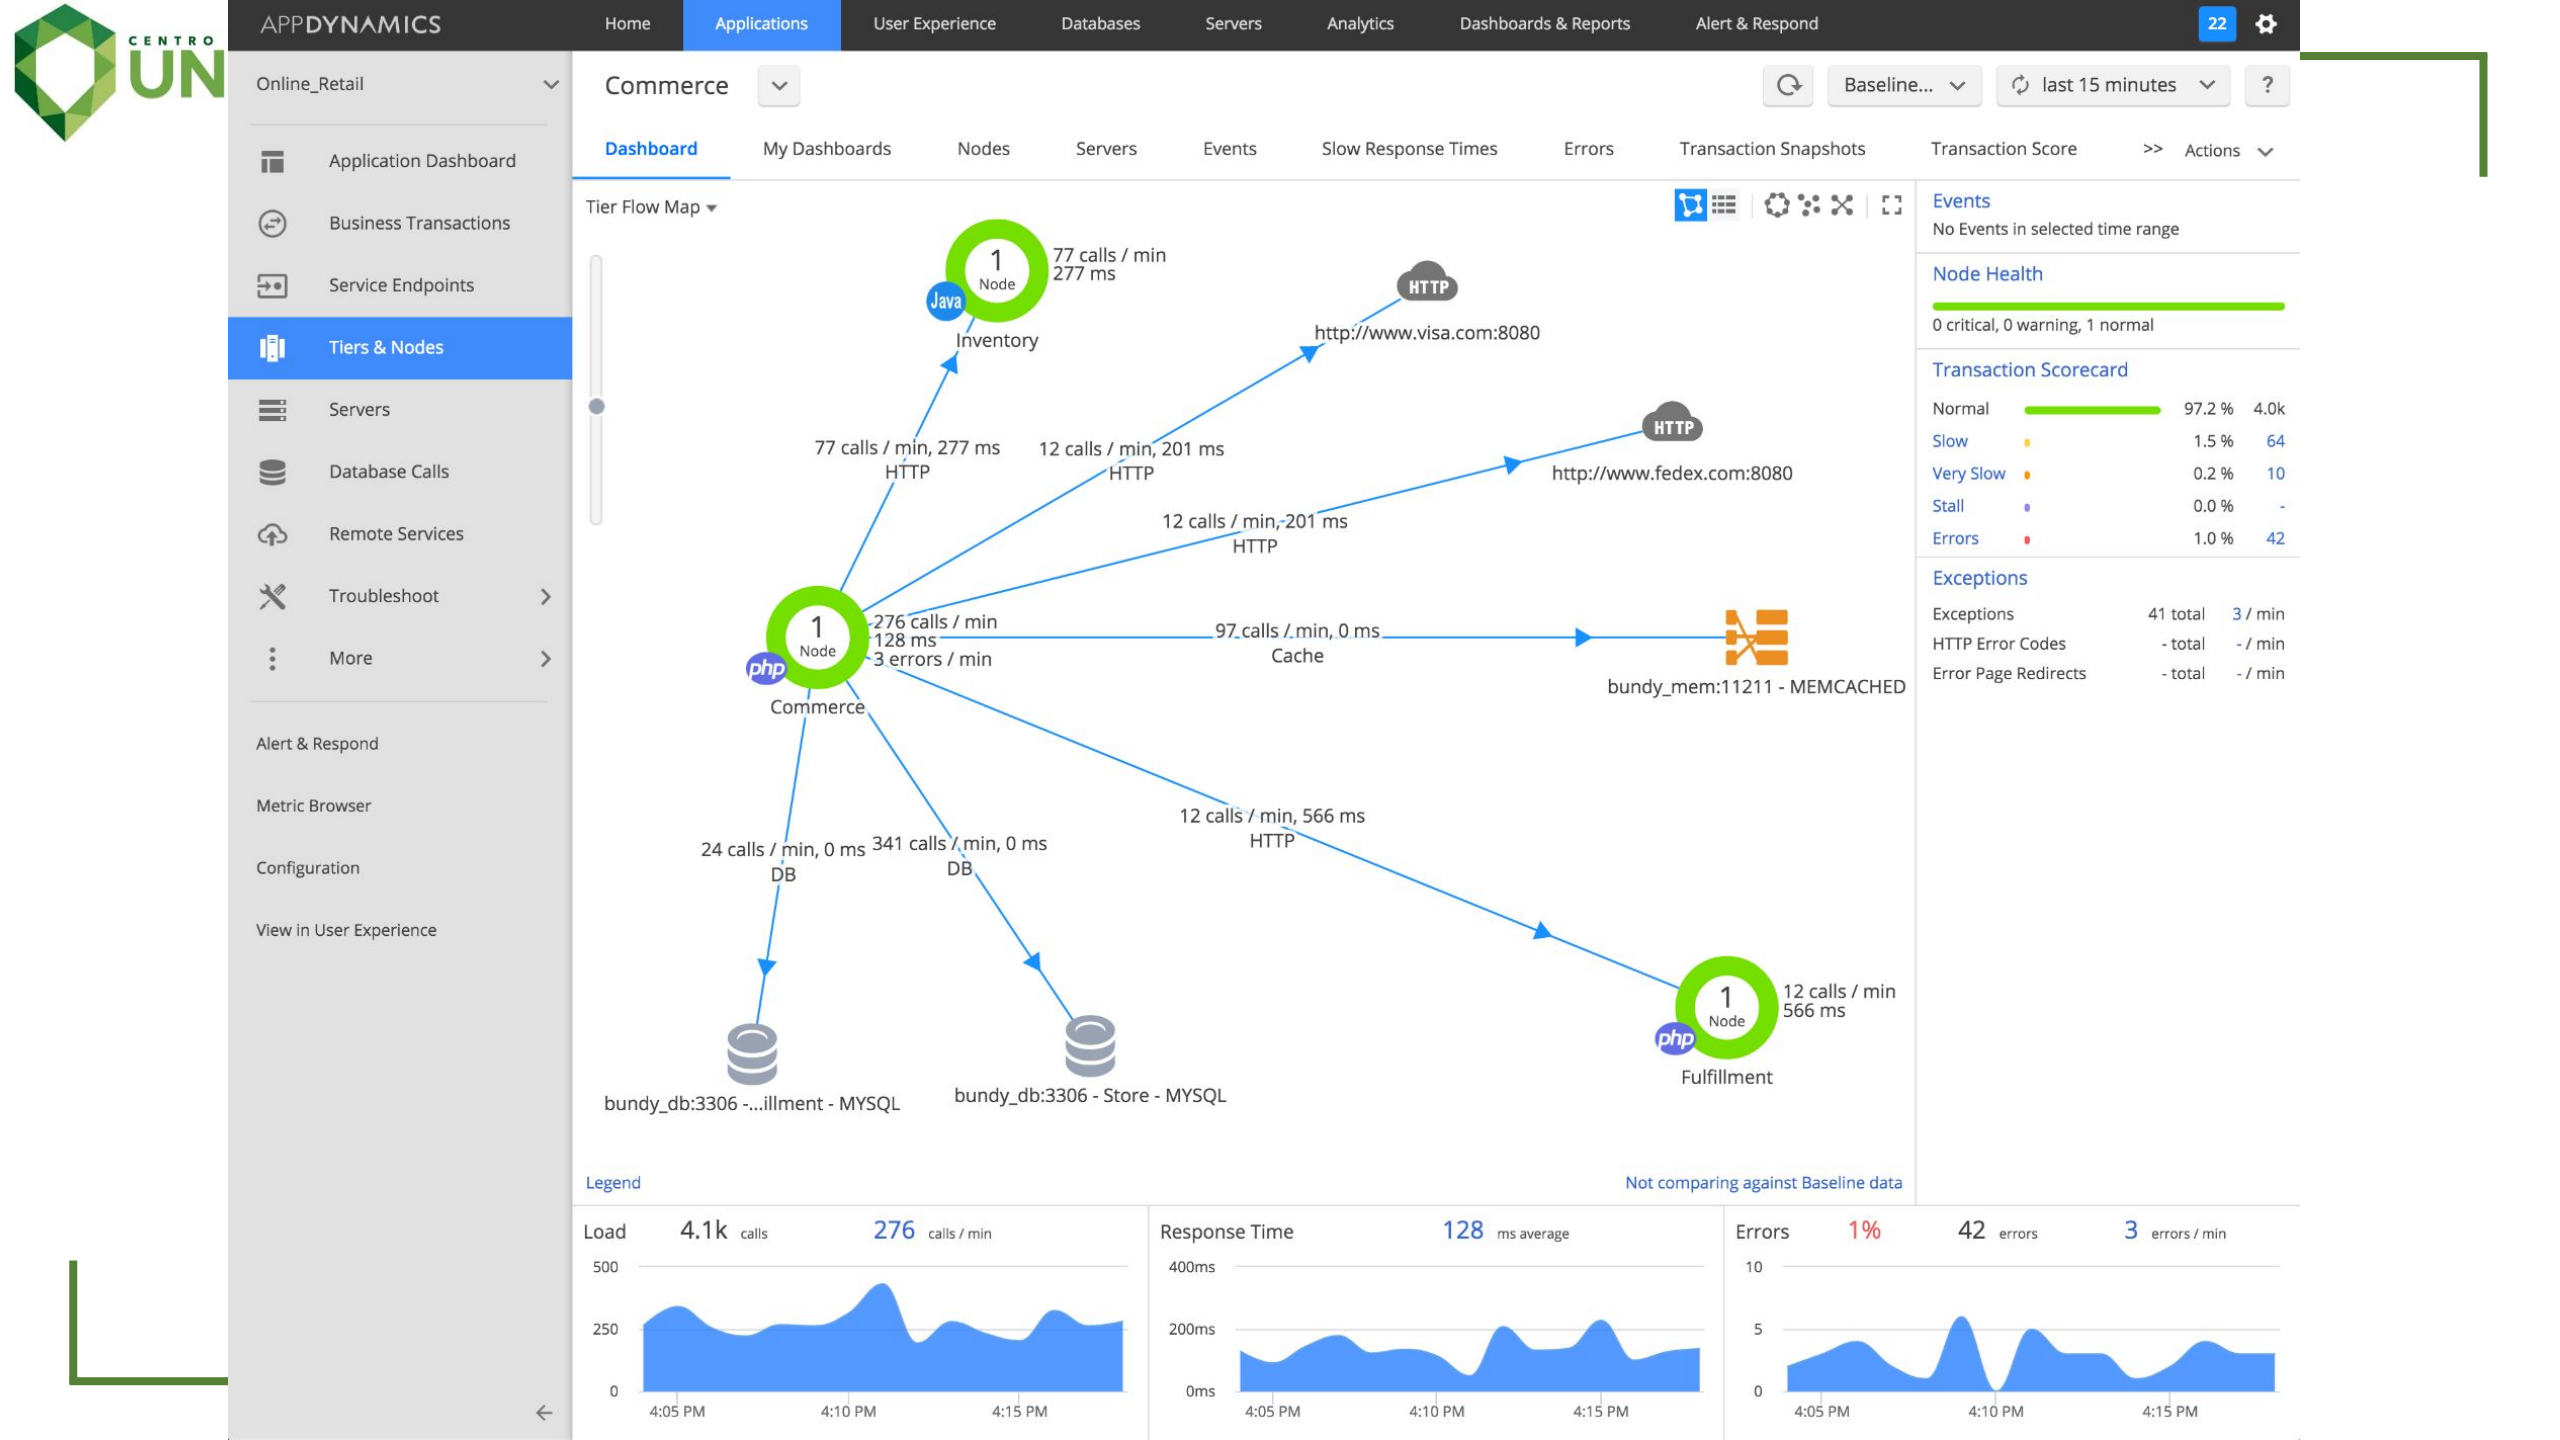 CENTRO
UN
APPDYNAMICS
Home
Applications
User Experience
Databases
Servers
Analytics
Dashboards & Reports
Alert & Respond
22
Online_Retail
Application Dashboard
Business Transactions
Service Endpoints
Tiers & Nodes
Servers
Database Calls
Remote Services
Troubleshoot
More
Alert & Respond
Metric Browser
Configuration
View in User Experience
Commerce
Baseline...
last 15 minutes
?
Dashboard
My Dashboards
Nodes
Servers
Events
Slow Response Times
Errors
Transaction Snapshots
Transaction Score
>>
Actions
Tier Flow Map
1
Node
Java
77 calls / min
277 ms
Inventory
HTTP
http://www.visa.com:8080
HTTP
http://www.fedex.com:8080
77 calls / min, 277 ms
HTTP
12 calls / min, 201 ms
HTTP
12 calls / min, 201 ms
HTTP
1
Node
php
276 calls / min
128 ms
3 errors / min
Commerce
97 calls / min, 0 ms
Cache
bundy_mem:11211 - MEMCACHED
12 calls / min, 566 ms
HTTP
24 calls / min, 0 ms
DB
341 calls / min, 0 ms
DB
1
Node
php
12 calls / min
566 ms
Fulfillment
bundy_db:3306 -...illment - MYSQL
bundy_db:3306 - Store - MYSQL
Legend
Not comparing against Baseline data
Events
No Events in selected time range
Node Health
0 critical, 0 warning, 1 normal
Transaction Scorecard
Normal 97.2 % 4.0k
Slow 1.5 % 64
Very Slow 0.2 % 10
Stall 0.0 % -
Errors 1.0 % 42
Exceptions
Exceptions 41 total 3 / min
HTTP Error Codes - total - / min
Error Page Redirects - total - / min
Load 4.1k calls 276 calls / min
500
250
0
4:05 PM 4:10 PM 4:15 PM
Response Time 128 ms average
400ms
200ms
0ms
4:05 PM 4:10 PM 4:15 PM
Errors 1% 42 errors 3 errors / min
10
5
0
4:05 PM 4:10 PM 4:15 PM